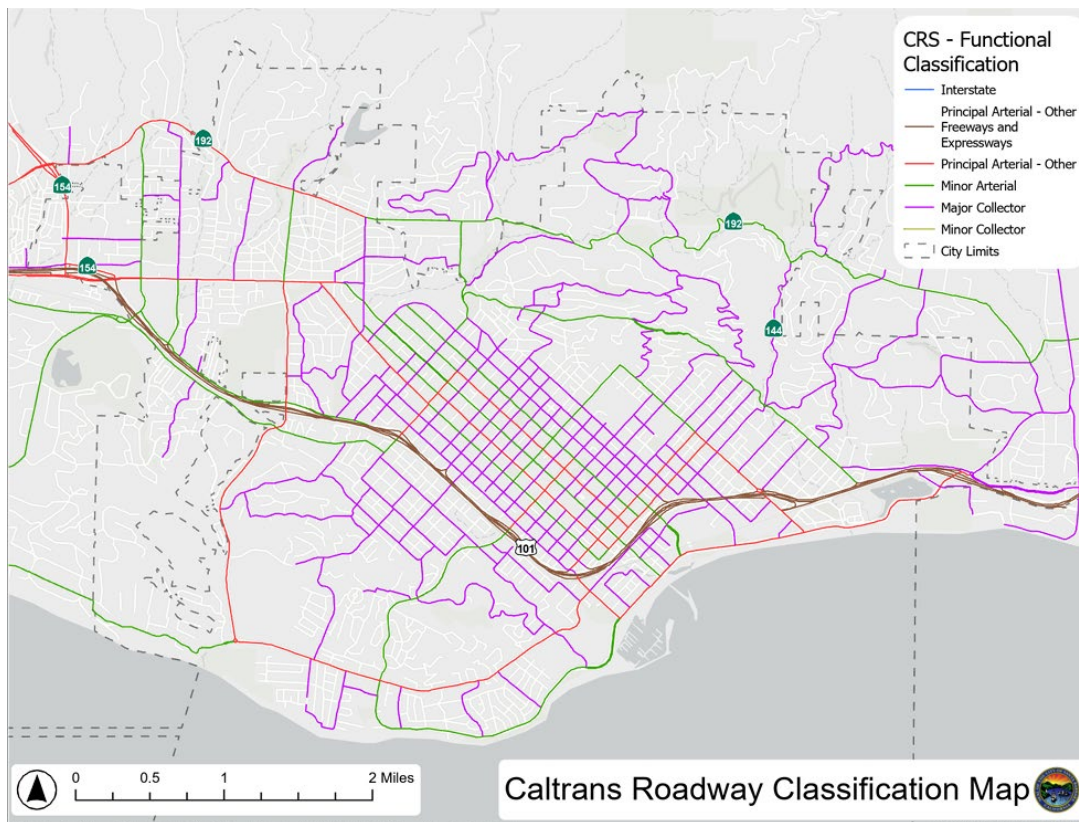 CRS - Functional
Classification
Interstate
Principal Arterial - Other
Freeways and
Expressways
Principal Arterial - Other
Minor Arterial
Major Collector
Minor Collector
City Limits
192
154
192
154
144
101
0 0.5 1 2 Miles
Caltrans Roadway Classification Map